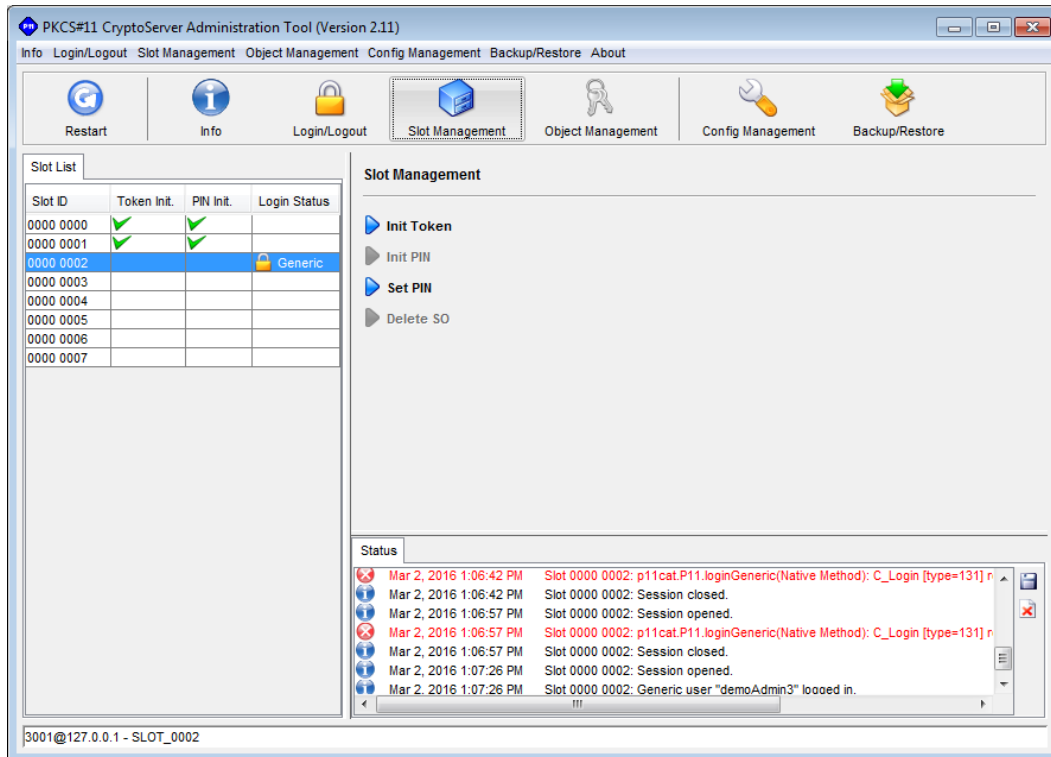 P11 PKCS#11 CryptoServer Administration Tool (Version 2.11)
Info Login/Logout Slot Management Object Management Config Management Backup/Restore About
Restart Info Login/Logout Slot Management Object Management Config Management Backup/Restore
Slot List
Slot ID Token Init. PIN Init. Login Status
0000 0000
0000 0001
0000 0002 Generic
0000 0003
0000 0004
0000 0005
0000 0006
0000 0007
Slot Management
Init Token
Init PIN
Set PIN
Delete SO
Status
Mar 2, 2016 1:06:42 PM Slot 0000 0002: p11cat.P11.loginGeneric(Native Method): C_Login [type=131] r
Mar 2, 2016 1:06:42 PM Slot 0000 0002: Session closed.
Mar 2, 2016 1:06:57 PM Slot 0000 0002: Session opened.
Mar 2, 2016 1:06:57 PM Slot 0000 0002: p11cat.P11.loginGeneric(Native Method): C_Login [type=131] r
Mar 2, 2016 1:06:57 PM Slot 0000 0002: Session closed.
Mar 2, 2016 1:07:26 PM Slot 0000 0002: Session opened.
Mar 2, 2016 1:07:26 PM Slot 0000 0002: Generic user "demoAdmin3" logged in.
3001@127.0.0.1 - SLOT_0002